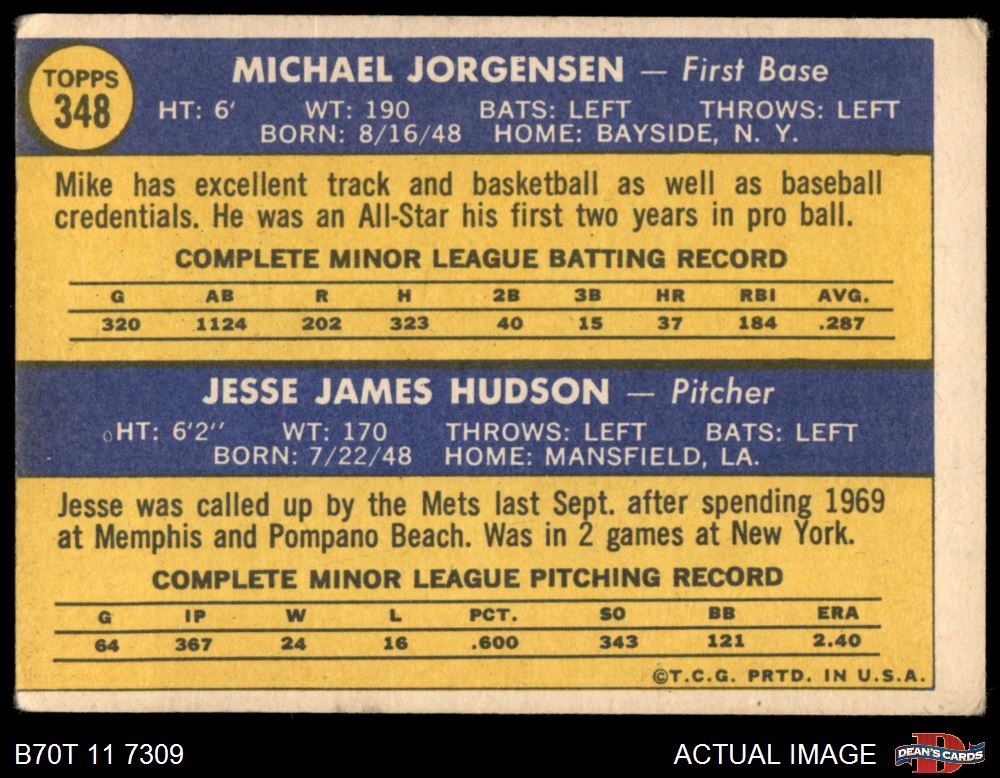 TOPPS
348
MICHAEL JORGENSEN — First Base
HT: 6' WT: 190 BATS: LEFT THROWS: LEFT
BORN: 8/16/48 HOME: BAYSIDE, N. Y.
Mike has excellent track and basketball as well as baseball
credentials. He was an All-Star his first two years in pro ball.
COMPLETE MINOR LEAGUE BATTING RECORD
G AB R H 2B 3B HR RBI AVG.
320 1124 202 323 40 15 37 184 .287
JESSE JAMES HUDSON — Pitcher
HT: 6'2'' WT: 170 THROWS: LEFT BATS: LEFT
BORN: 7/22/48 HOME: MANSFIELD, LA.
Jesse was called up by the Mets last Sept. after spending 1969
at Memphis and Pompano Beach. Was in 2 games at New York.
COMPLETE MINOR LEAGUE PITCHING RECORD
G IP W L PCT. SO BB ERA
64 367 24 16 .600 343 121 2.40
©T.C.G. PRTD. IN U.S.A.
B70T 11 7309 ACTUAL IMAGE DEAN'S CARDS